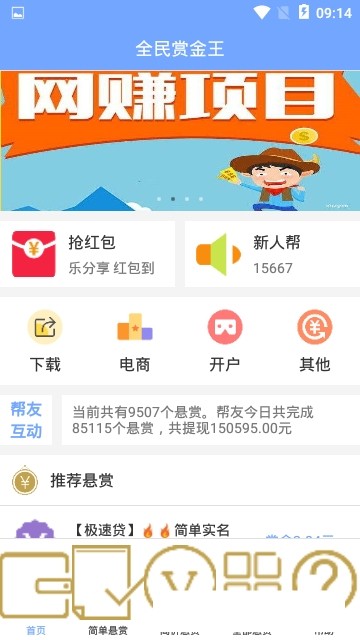 09:14
全民赏金王
网赚项目
抢红包
乐分享 红包到
新人帮
15667
下载
电商
开户
其他
帮友
互动
当前共有9507个悬赏。帮友今日共完成
85115个悬赏，共提现150595.00元
推荐悬赏
【极速贷】🔥🔥简单实名
首页
简单悬赏